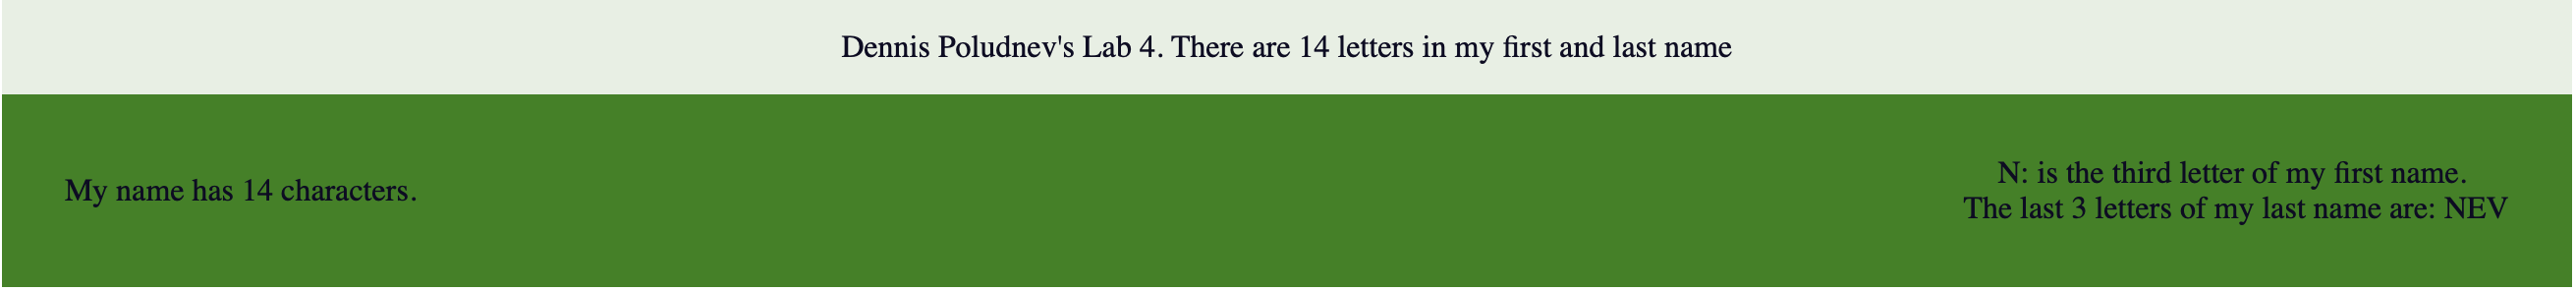 Dennis Poludnev's Lab 4. There are 14 letters in my first and last name
My name has 14 characters.
N: is the third letter of my first name.
The last 3 letters of my last name are: NEV